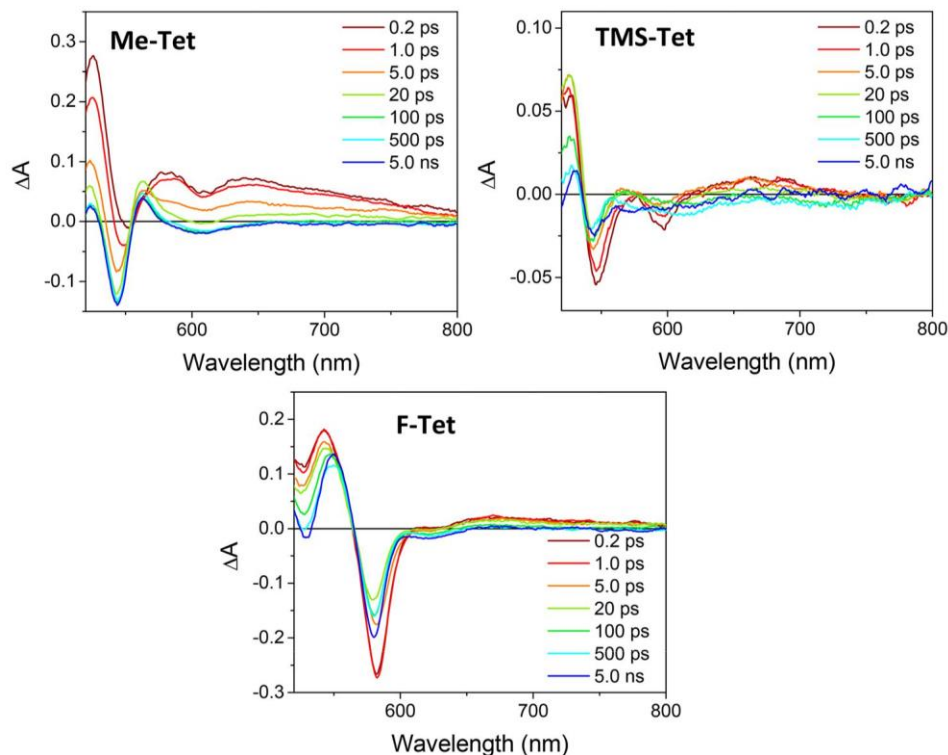 Me-Tet
0.2 ps
1.0 ps
5.0 ps
20 ps
100 ps
500 ps
5.0 ns
0.3
0.2
0.1
0.0
-0.1
ΔA
600
700
800
Wavelength (nm)
TMS-Tet
0.2 ps
1.0 ps
5.0 ps
20 ps
100 ps
500 ps
5.0 ns
0.10
0.05
0.00
-0.05
ΔA
600
700
800
Wavelength (nm)
F-Tet
0.2
0.1
0.0
-0.1
-0.2
-0.3
ΔA
0.2 ps
1.0 ps
5.0 ps
20 ps
100 ps
500 ps
5.0 ns
600
700
800
Wavelength (nm)